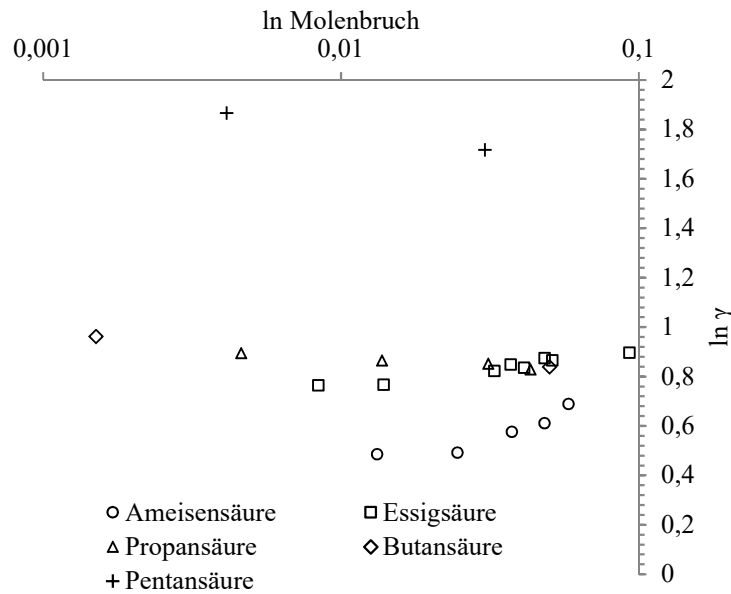 ln Molenbruch
0,001 0,01 0,1
2
1,8
1,6
1,4
1,2
1
0,8
0,6
0,4
0,2
0
ln γ
Ameisensäure Essigsäure
Propansäure Butansäure
Pentansäure